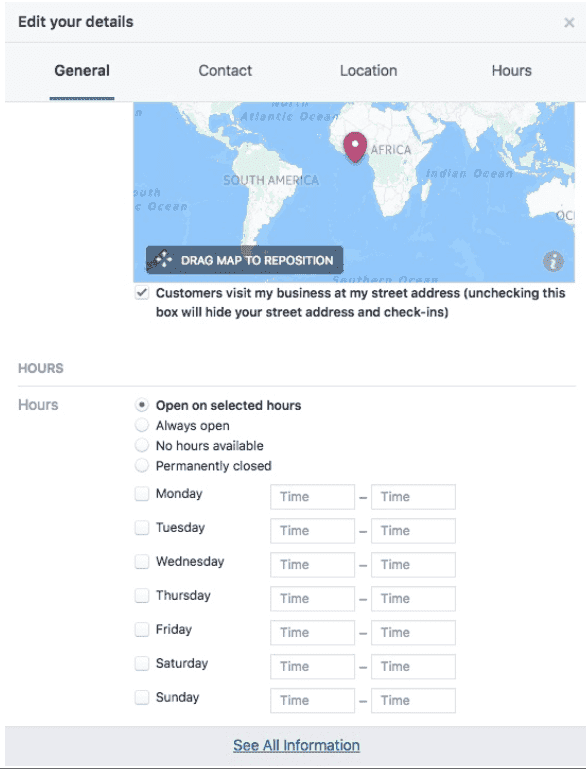 Edit your details ×
General Contact Location Hours
Atlantic Ocean
AFRICA
SOUTH AMERICA
Indian Ocean
outh
c Ocean
OC
DRAG MAP TO REPOSITION
Southern Ocean
Customers visit my business at my street address (unchecking this
box will hide your street address and check-ins)
HOURS
Hours
Open on selected hours
Always open
No hours available
Permanently closed
Monday Time – Time
Tuesday Time – Time
Wednesday Time – Time
Thursday Time – Time
Friday Time – Time
Saturday Time – Time
Sunday Time – Time
See All Information